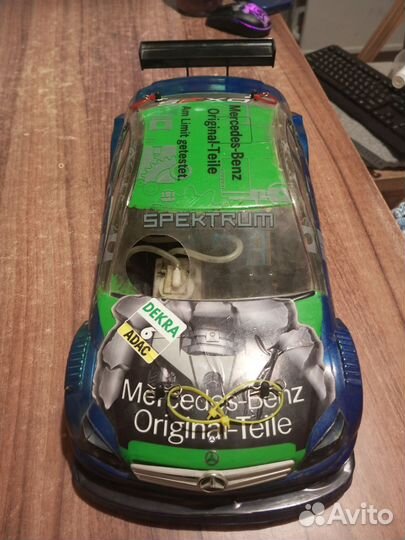 Mercedes-Benz
Original-Teile
Am Limit getestet.
SPEKTRUM
DEKRA
6
ADAC
Mercedes-Benz
Original-Teile
Avito